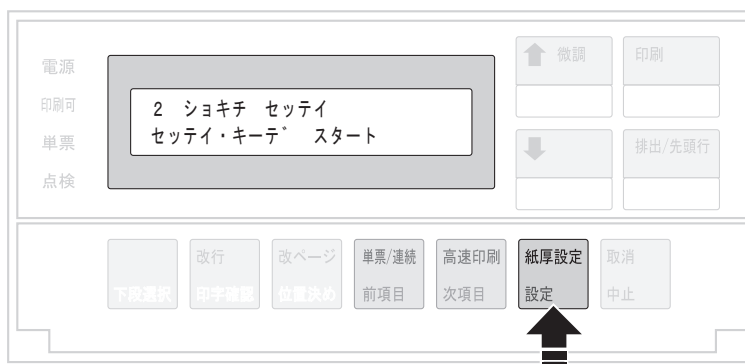 電源
印刷可
単票
点検
2 ショキチ セッテイ
セッテイ・キーデ スタート
微調
印刷
排出/先頭行
改行
改ページ
単票/連続
高速印刷
紙厚設定
取消
下段選択
印字確認
位置決め
前項目
次項目
設定
中止